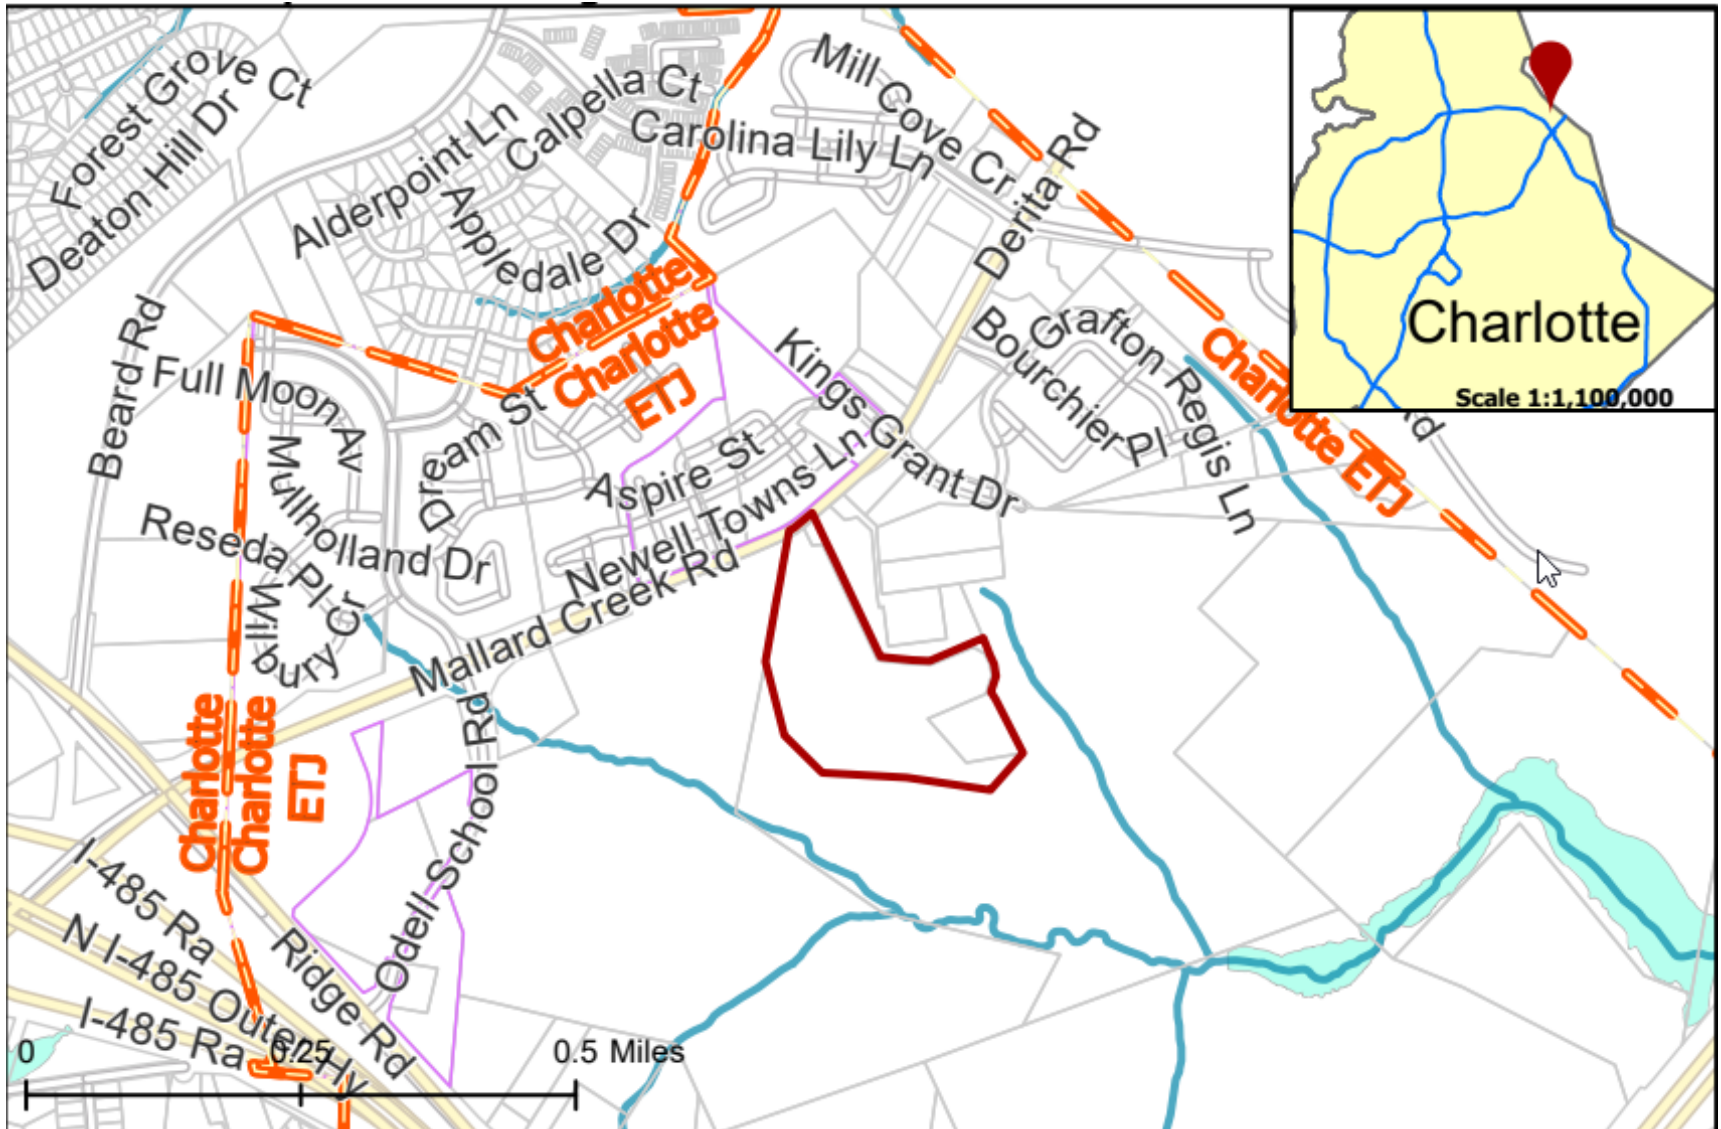 Forest Grove Ct
Deaton Hill Dr
Calpella Ct
Alderpoint Ln
Appledale Dr
Mill Cove Cr
Carolina Lily Ln
Derita Rd
Charlotte
Scale 1:1,100,000
Charlotte
Charlotte
ETJ
Beard Rd
Full Moon Av
Mullholland Dr
Dream St
Kings Grant Dr
Bourchier Pl
Grafton Regis Ln
Charlotte ETJ
Rd
Aspire St
Newell Towns Ln
Reseda Pl
Wilbury Cr
Mallard Creek Rd
Charlotte
Charlotte
ETJ
Odell School Rd
I-485 Ra
N I-485 Outer Hy
I-485 Ra
Ridge Rd
0
0.25
0.5 Miles